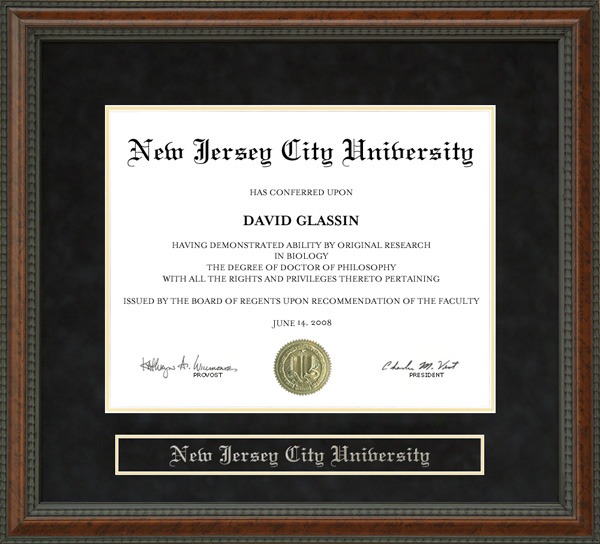 New Jersey City University
HAS CONFERRED UPON
DAVID GLASSIN
HAVING DEMONSTRATED ABILITY BY ORIGINAL RESEARCH
IN BIOLOGY
THE DEGREE OF DOCTOR OF PHILOSOPHY
WITH ALL THE RIGHTS AND PRIVILEGES THERETO PERTAINING
ISSUED BY THE BOARD OF REGENTS UPON RECOMMENDATION OF THE FACULTY
JUNE 14, 2008
Charles M. Vest
PROVOST PRESIDENT
New Jersey City University